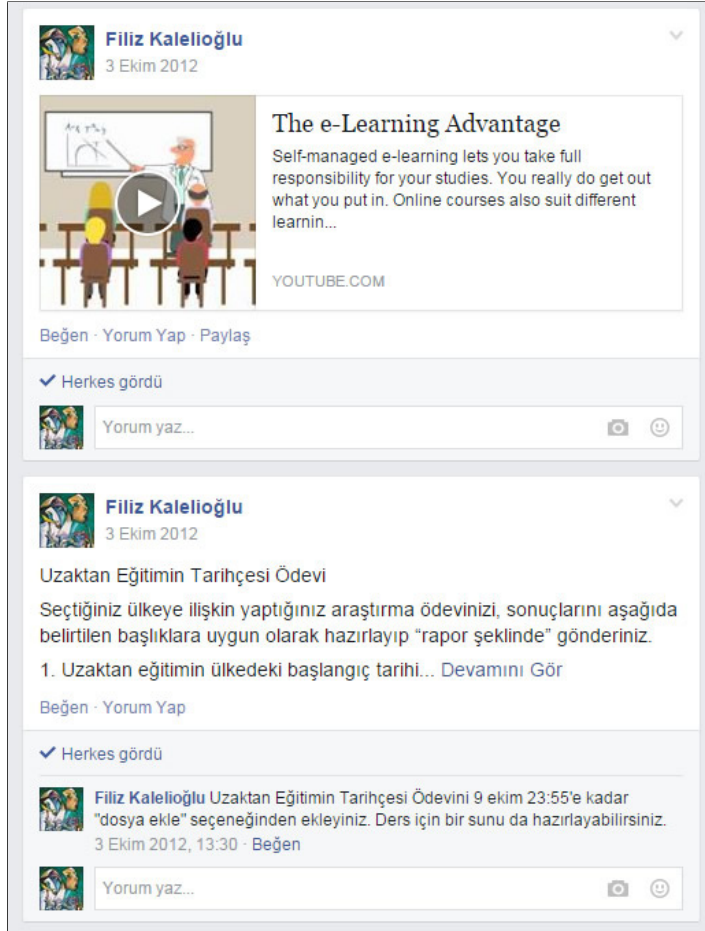 Filiz Kalelioğlu
3 Ekim 2012
The e-Learning Advantage
Self-managed e-learning lets you take full
responsibility for your studies. You really do get out
what you put in. Online courses also suit different
learnin...
YOUTUBE.COM
Beğen · Yorum Yap · Paylaş
Herkes gördü
Yorum yaz...
Filiz Kalelioğlu
3 Ekim 2012
Uzaktan Eğitimin Tarihçesi Ödevi
Seçtiğiniz ülkeye ilişkin yaptığınız araştırma ödevinizi, sonuçlarını aşağıda
belirtilen başlıklara uygun olarak hazırlayıp “rapor şeklinde” gönderiniz.
1. Uzaktan eğitimin ülkedeki başlangıç tarihi... Devamını Gör
Beğen · Yorum Yap
Herkes gördü
Filiz Kalelioğlu Uzaktan Eğitimin Tarihçesi Ödevini 9 ekim 23:55'e kadar
"dosya ekle" seçeneğinden ekleyiniz. Ders için bir sunu da hazırlayabilirsiniz.
3 Ekim 2012, 13:30 · Beğen
Yorum yaz...